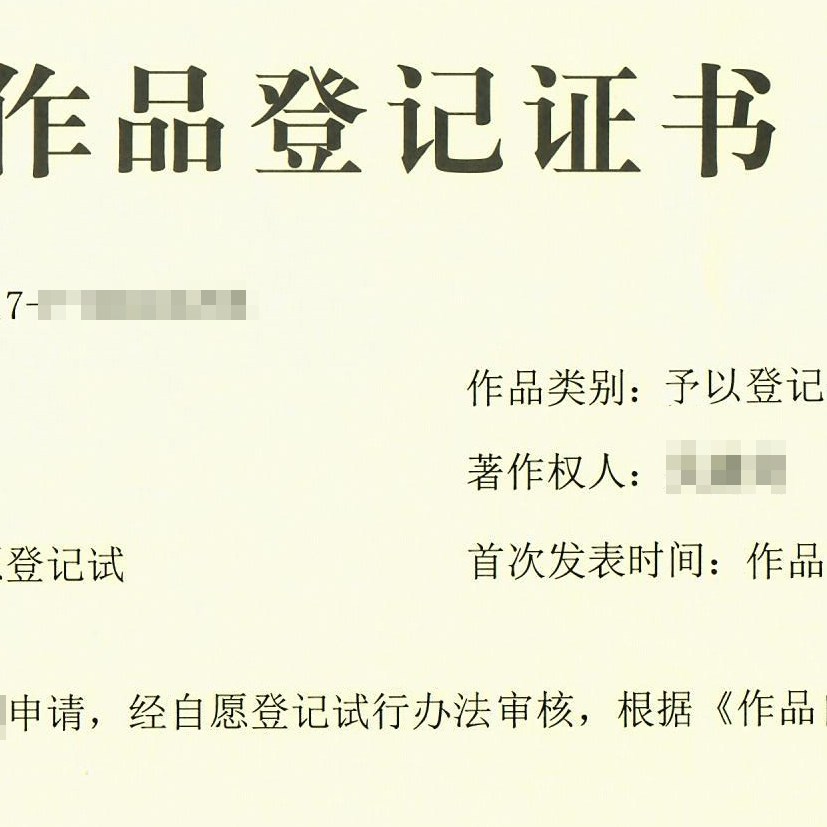 作品登记证书
7-
作品类别：予以登记
著作权人：
登记试
首次发表时间：作品
申请，经自愿登记试行办法审核，根据《作品